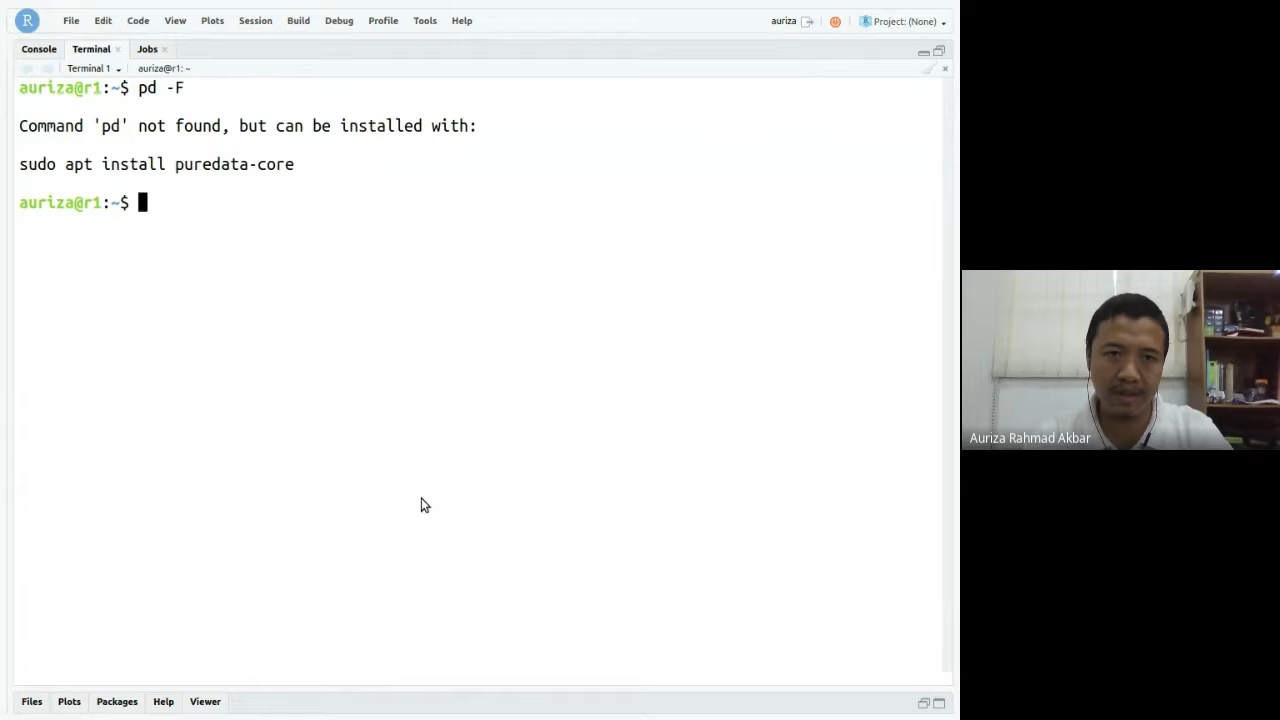 R File Edit Code View Plots Session Build Debug Profile Tools Help auriza R Project: (None)
Console Terminal Jobs
Terminal 1 auriza@r1: ~
auriza@r1:~$ pd -F
Command 'pd' not found, but can be installed with:
sudo apt install puredata-core
auriza@r1:~$
Auriza Rahmad Akbar
Files Plots Packages Help Viewer